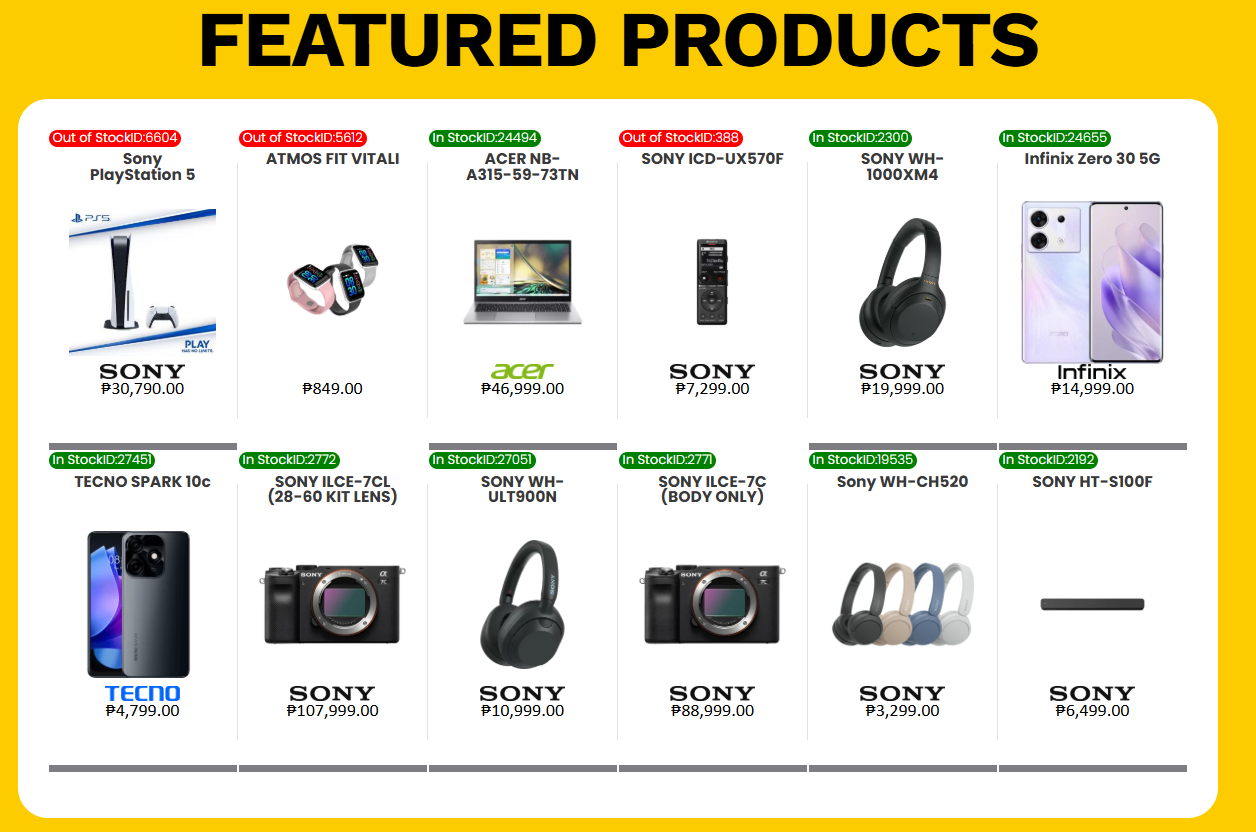 FEATURED PRODUCTS
Out of StockID:6604
Sony
PlayStation 5
PS5
PLAY
HAS NO LIMITS
SONY
₱30,790.00
Out of StockID:5612
ATMOS FIT VITALI
₱849.00
In StockID:24494
ACER NB-
A315-59-73TN
acer
₱46,999.00
Out of StockID:388
SONY ICD-UX570F
SONY
₱7,299.00
In StockID:2300
SONY WH-
1000XM4
SONY
₱19,999.00
In StockID:24655
Infinix Zero 30 5G
Infinix
₱14,999.00
In StockID:27451
TECNO SPARK 10c
TECNO
₱4,799.00
In StockID:2772
SONY ILCE-7CL
(28-60 KIT LENS)
SONY
α
7C
SONY
₱107,999.00
In StockID:27051
SONY WH-
ULT900N
SONY
SONY
₱10,999.00
In StockID:2771
SONY ILCE-7C
(BODY ONLY)
SONY
α
7C
SONY
₱88,999.00
In StockID:19535
Sony WH-CH520
SONY
₱3,299.00
In StockID:2192
SONY HT-S100F
SONY
₱6,499.00